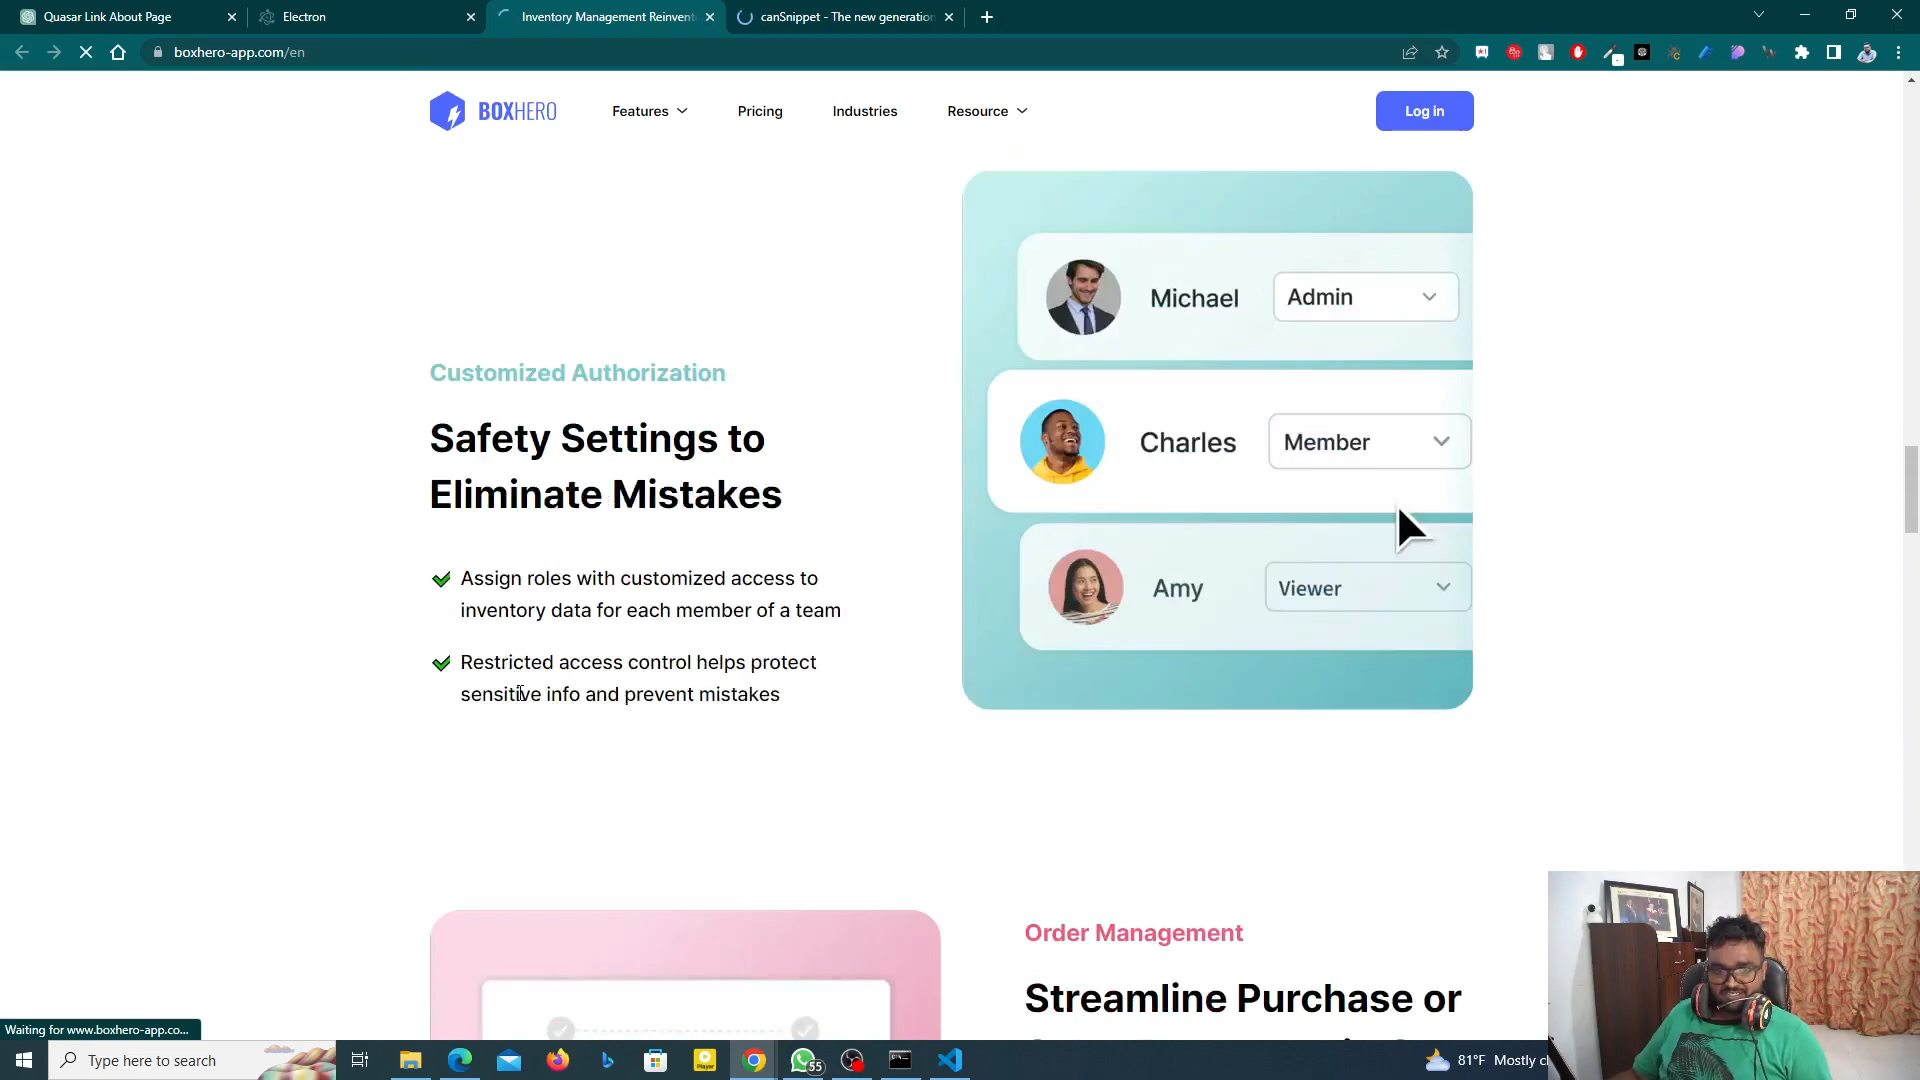 Quasar Link About Page
Electron
Inventory Management Reinvent
canSnippet - The new generation
boxhero-app.com/en
BOXHERO
Features
Pricing
Industries
Resource
Log in
Michael
Admin
Customized Authorization
Safety Settings to
Eliminate Mistakes
Charles
Member
Assign roles with customized access to
inventory data for each member of a team
Amy
Viewer
Restricted access control helps protect
sensitive info and prevent mistakes
Order Management
Streamline Purchase or
Waiting for www.boxhero-app.co...
Type here to search
Player
55
81°F Mostly cl